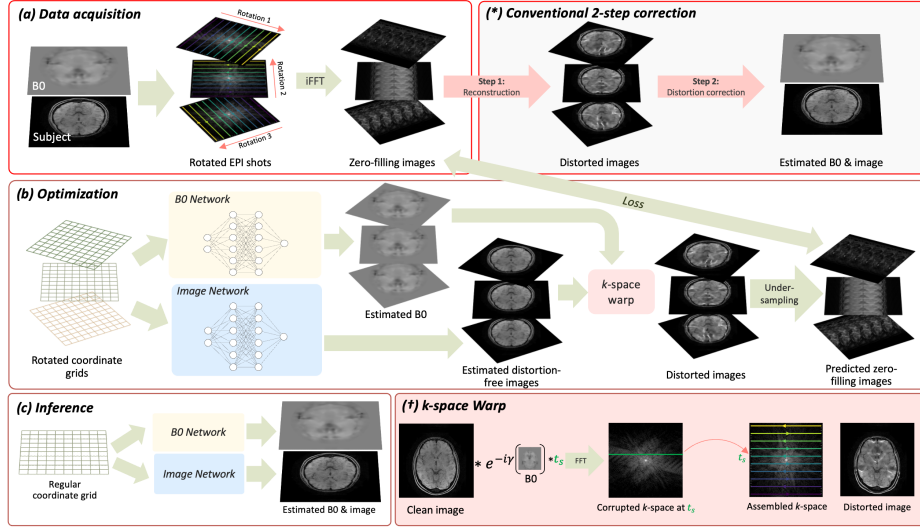 (a) Data acquisition
B0
Subject
Rotation 1
Rotation 2
Rotation 3
Rotated EPI shots
iFFT
Zero-filling images
Step 1:
Reconstruction
(*) Conventional 2-step correction
Distorted images
Step 2:
Distortion correction
Estimated B0 & image
(b) Optimization
Rotated coordinate
grids
B0 Network
Image Network
Estimated B0
Estimated distortion-
free images
k-space
warp
Distorted images
Under-
sampling
Loss
Predicted zero-
filling images
(c) Inference
Regular
coordinate grid
B0 Network
Image Network
Estimated B0 & image
(†) k-space Warp
Clean image
* e^{-iγ( ) * t_s}
B0
FFT
Corrupted k-space at t_s
t_s
Assembled k-space
Distorted image